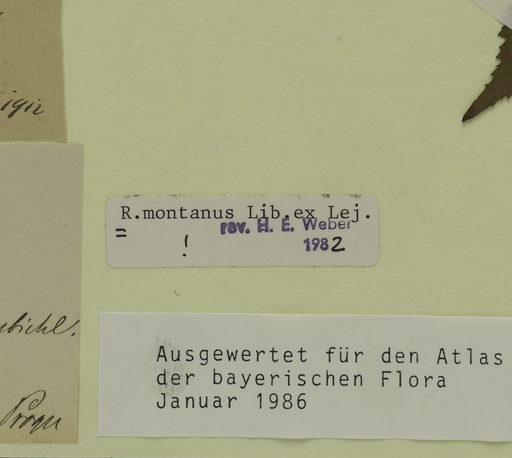 R.montanus Lib.ex Lej.
= ! rev. H. E. Weber
1982
Ausgewertet für den Atlas
der bayerischen Flora
Januar 1986